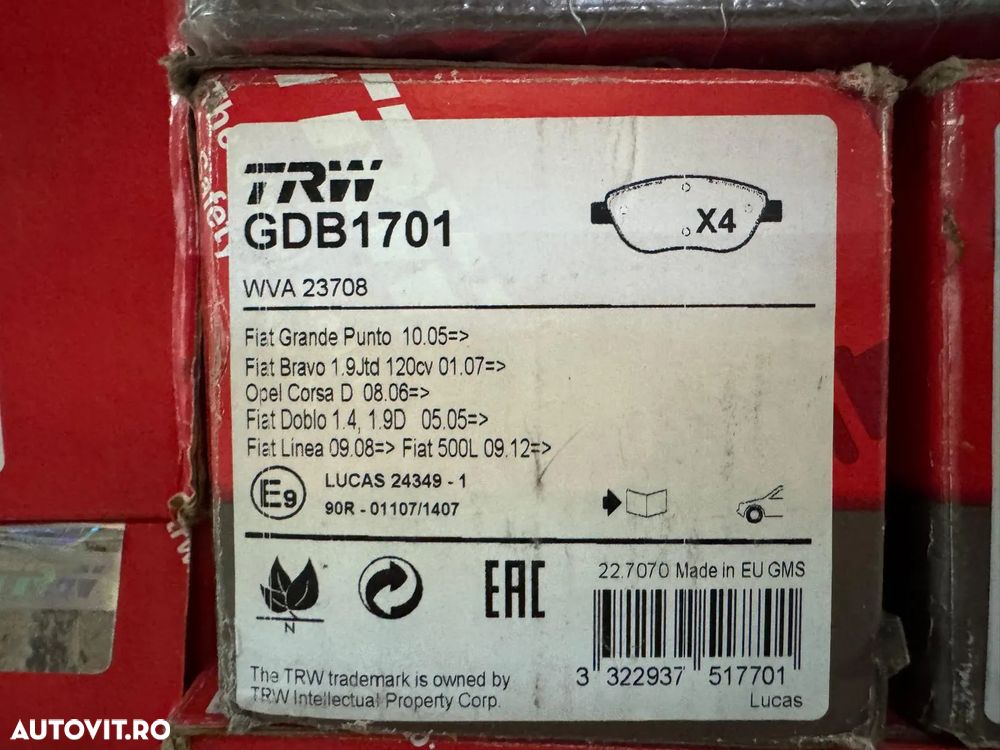 TRW
GDB1701
X4
WVA 23708
Fiat Grande Punto 10.05=>
Fiat Bravo 1.9Jtd 120cv 01.07=>
Opel Corsa D 08.06=>
Fiat Doblo 1.4, 1.9D 05.05=>
Fiat Linea 09.08=> Fiat 500L 09.12=>
E9
LUCAS 24349 - 1
90R - 01107/1407
EAC
22.7070 Made in EU GMS
N
3 322937 517701
The TRW trademark is owned by
TRW Intellectual Property Corp.
Lucas
AUTOVIT.RO